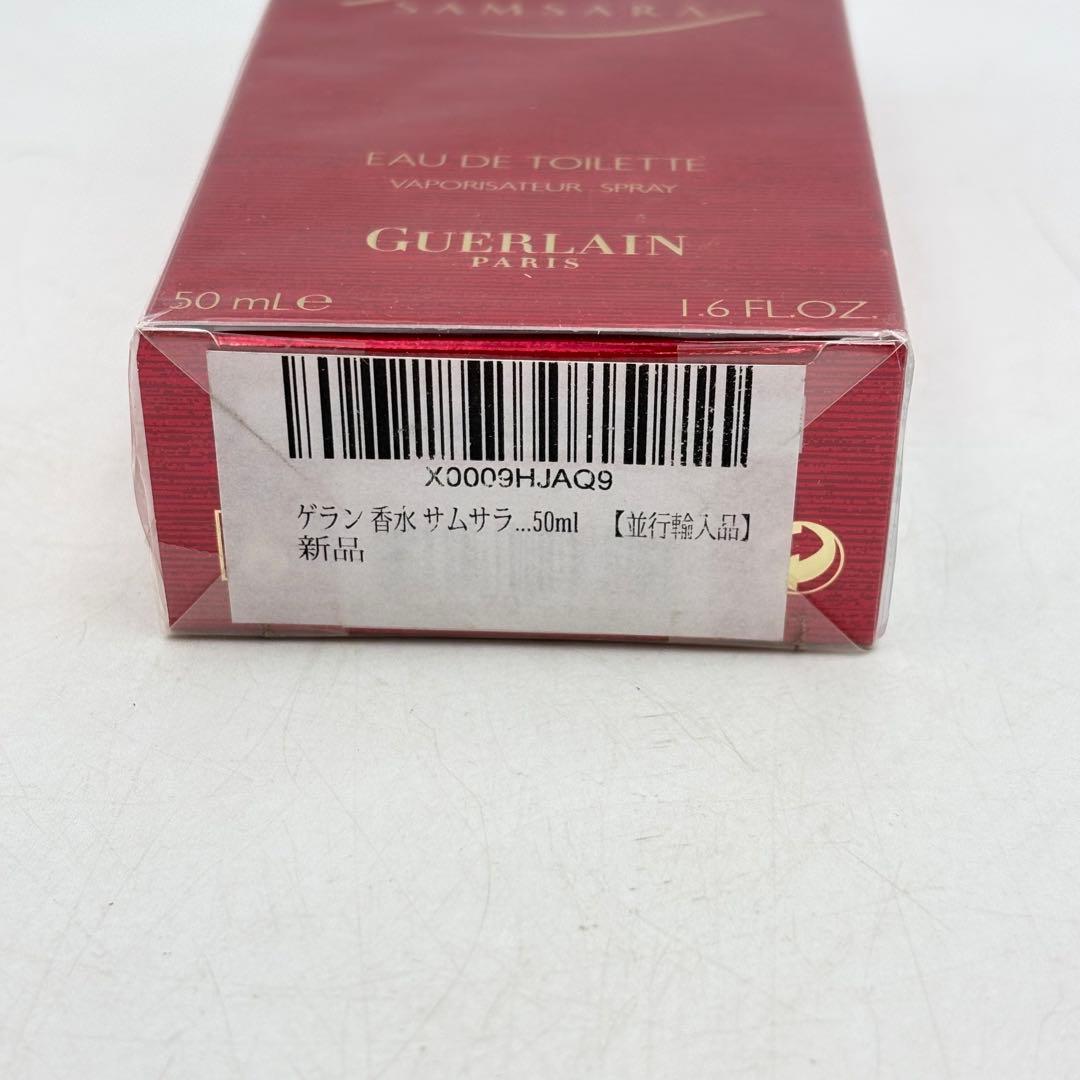 SAMSARA
EAU DE TOILETTE
VAPORISATEUR SPRAY
GUERLAIN
PARIS
50 mL e 1.6 FL.OZ.
X0009HJAQ9
ゲラン 香水 サムサラ...50ml 【並行輸入品】
新品